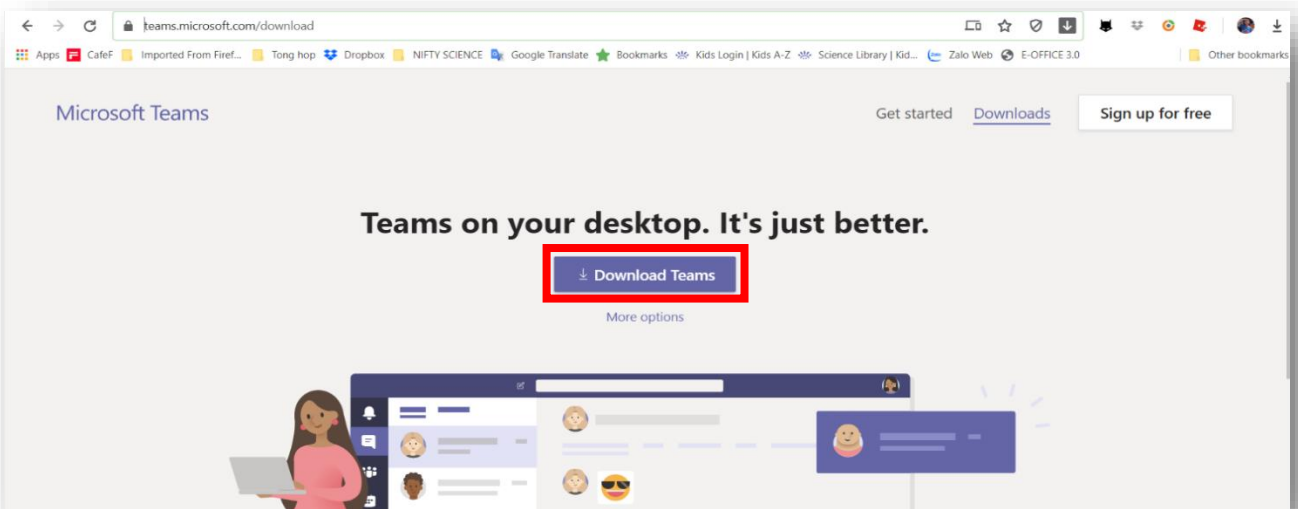 teams.microsoft.com/download
Apps CafeF Imported From Firef... Tong hop Dropbox NIFTY SCIENCE Google Translate Bookmarks Kids Login | Kids A-Z Science Library | Kid... Zalo Web E-OFFICE 3.0 Other bookmarks
Microsoft Teams Get started Downloads Sign up for free
Teams on your desktop. It's just better.
Download Teams
More options